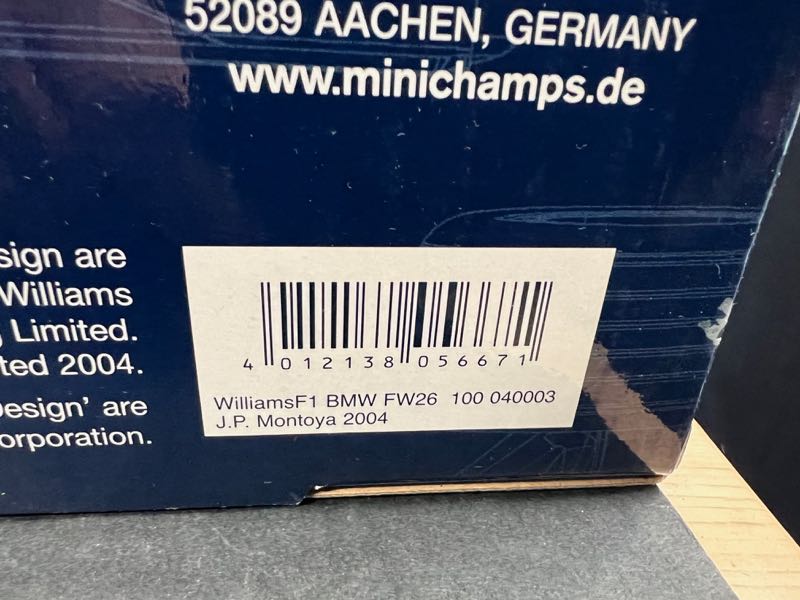 52089 AACHEN, GERMANY
www.minichamps.de
sign are
Williams
Limited.
ted 2004.
Design' are
orporation.
4 012138 056671
WilliamsF1 BMW FW26 100 040003
J.P. Montoya 2004